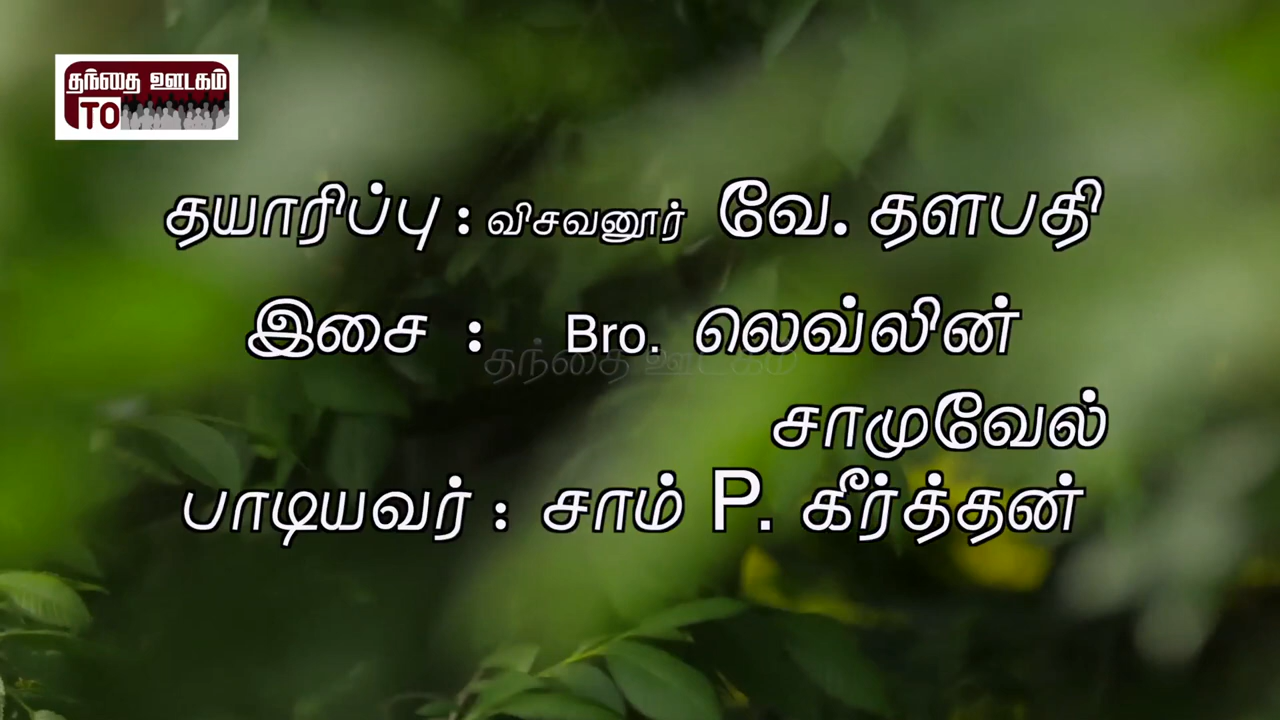 தந்தை ஊடகம்
TO
தயாரிப்பு : விசவனூர் வே. தளபதி
இசை : Bro. லெவ்லின்
தந்தை ஊடகம்
சாமுவேல்
பாடியவர் : சாம் P. கீர்த்தன்